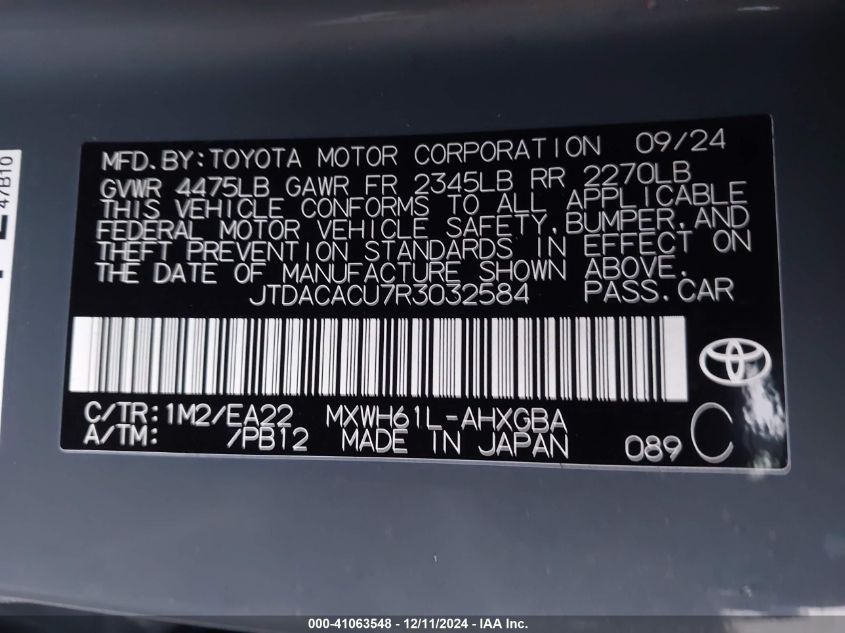 MFD.BY:TOYOTA MOTOR CORPORATION 09/24
GVWR 4475LB GAWR FR 2345LB RR 2270LB
THIS VEHICLE CONFORMS TO ALL APPLICABLE
FEDERAL MOTOR VEHICLE SAFETY,BUMPER,AND
THEFT PREVENTION STANDARDS IN EFFECT ON
THE DATE OF MANUFACTURE SHOWN ABOVE.
JTDACACU7R3032584 PASS.CAR
C/TR:1M2/EA22 MXWH61L-AHXGBA
A/TM: /PB12 MADE IN JAPAN 089 C
47B10
000-41063548 - 12/11/2024 - IAA Inc.